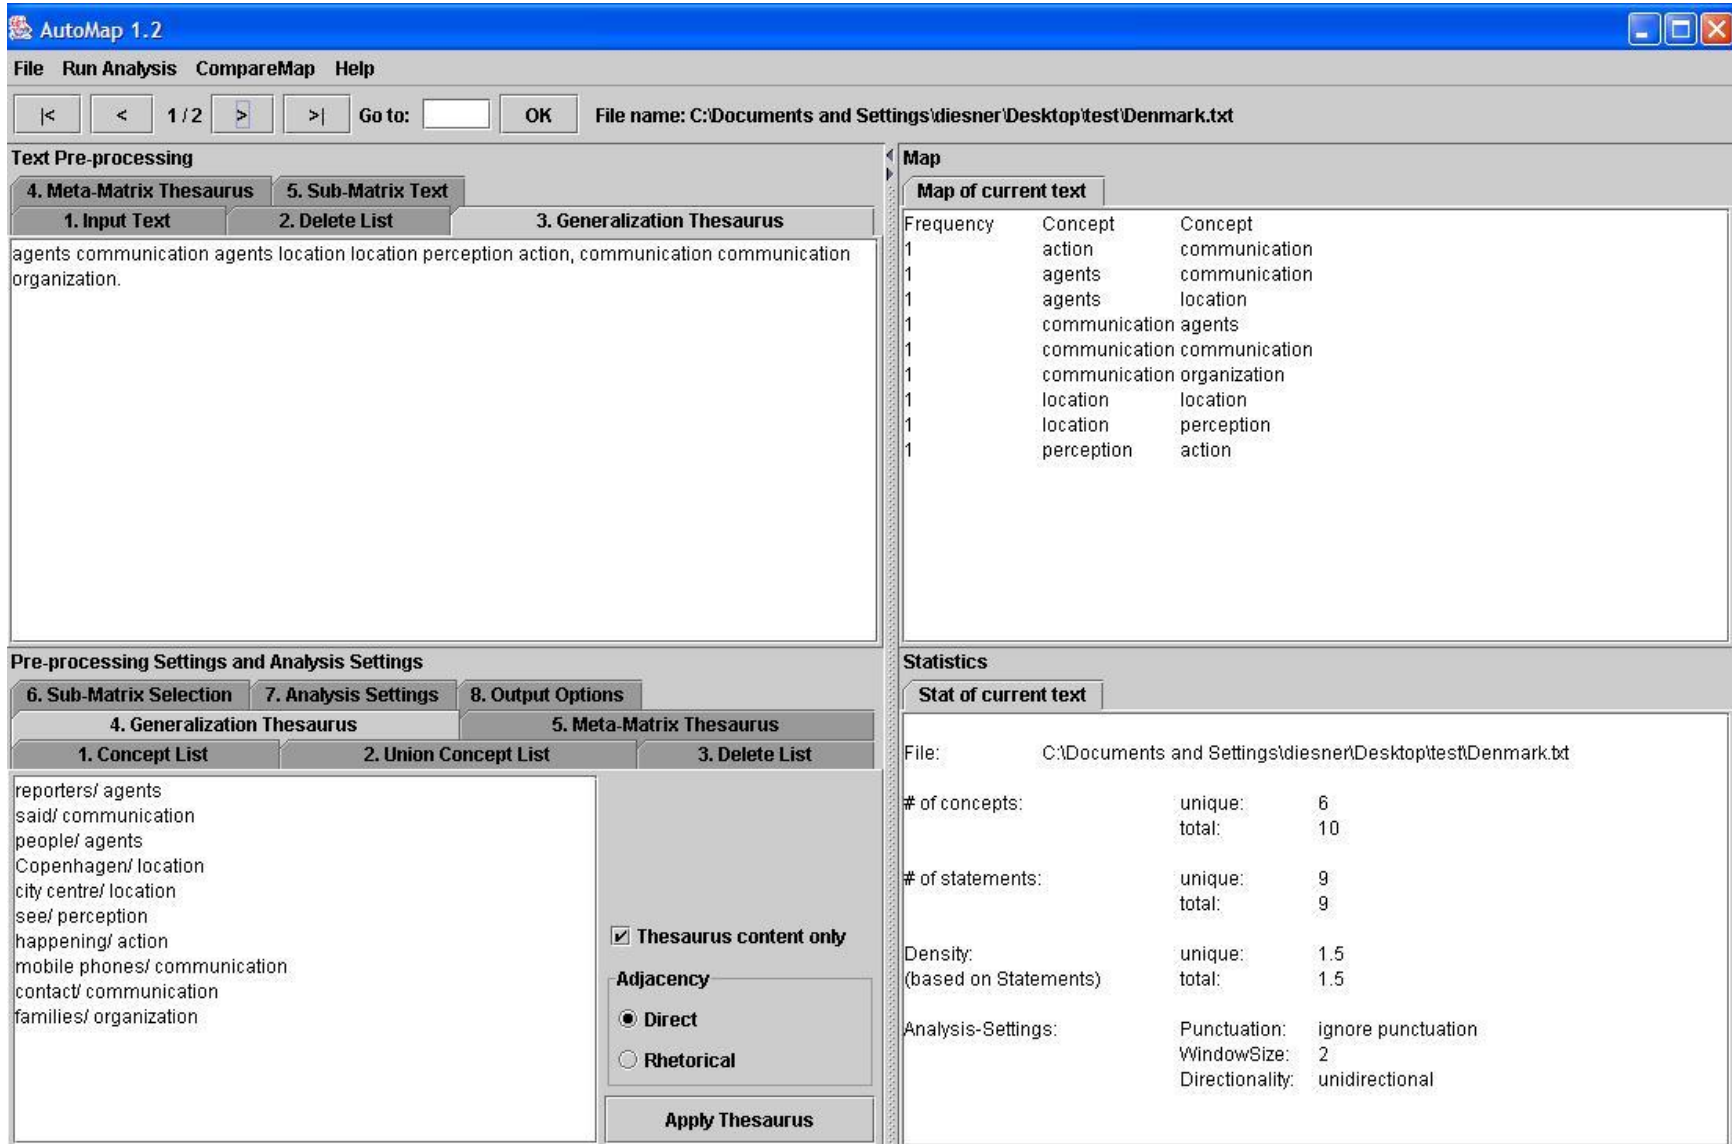 AutoMap 1.2
File Run Analysis CompareMap Help
|< < 1 / 2 > >| Go to: OK File name: C:\Documents and Settings\diesner\Desktop\test\Denmark.txt
Text Pre-processing
4. Meta-Matrix Thesaurus 5. Sub-Matrix Text
1. Input Text 2. Delete List 3. Generalization Thesaurus
agents communication agents location location perception action, communication communication
organization.
Map
Map of current text
Frequency Concept Concept
1 action communication
1 agents communication
1 agents location
1 communication agents
1 communication communication
1 communication organization
1 location location
1 location perception
1 perception action
Pre-processing Settings and Analysis Settings
6. Sub-Matrix Selection 7. Analysis Settings 8. Output Options
4. Generalization Thesaurus 5. Meta-Matrix Thesaurus
1. Concept List 2. Union Concept List 3. Delete List
reporters/ agents
said/ communication
people/ agents
Copenhagen/ location
city centre/ location
see/ perception
happening/ action
mobile phones/ communication
contact/ communication
families/ organization
Thesaurus content only
Adjacency
Direct
Rhetorical
Apply Thesaurus
Statistics
Stat of current text
File: C:\Documents and Settings\diesner\Desktop\test\Denmark.txt
# of concepts: unique: 6
total: 10
# of statements: unique: 9
total: 9
Density: unique: 1.5
(based on Statements) total: 1.5
Analysis-Settings: Punctuation: ignore punctuation
WindowSize: 2
Directionality: unidirectional